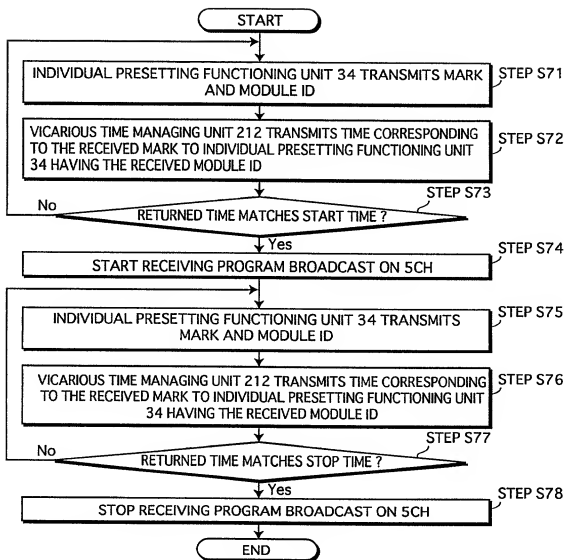 START
INDIVIDUAL PRESETTING FUNCTIONING UNIT 34 TRANSMITS MARK
AND MODULE ID
STEP S71
VICARIOUS TIME MANAGING UNIT 212 TRANSMITS TIME CORRESPONDING
TO THE RECEIVED MARK TO INDIVIDUAL PRESETTING FUNCTIONING UNIT
34 HAVING THE RECEIVED MODULE ID
STEP S72
STEP S73
No
RETURNED TIME MATCHES START TIME ?
Yes
STEP S74
START RECEIVING PROGRAM BROADCAST ON 5CH
STEP S75
INDIVIDUAL PRESETTING FUNCTIONING UNIT 34 TRANSMITS
MARK AND MODULE ID
STEP S76
VICARIOUS TIME MANAGING UNIT 212 TRANSMITS TIME CORRESPONDING
TO THE RECEIVED MARK TO INDIVIDUAL PRESETTING FUNCTIONING UNIT
34 HAVING THE RECEIVED MODULE ID
STEP S77
No
RETURNED TIME MATCHES STOP TIME ?
Yes
STEP S78
STOP RECEIVING PROGRAM BROADCAST ON 5CH
END